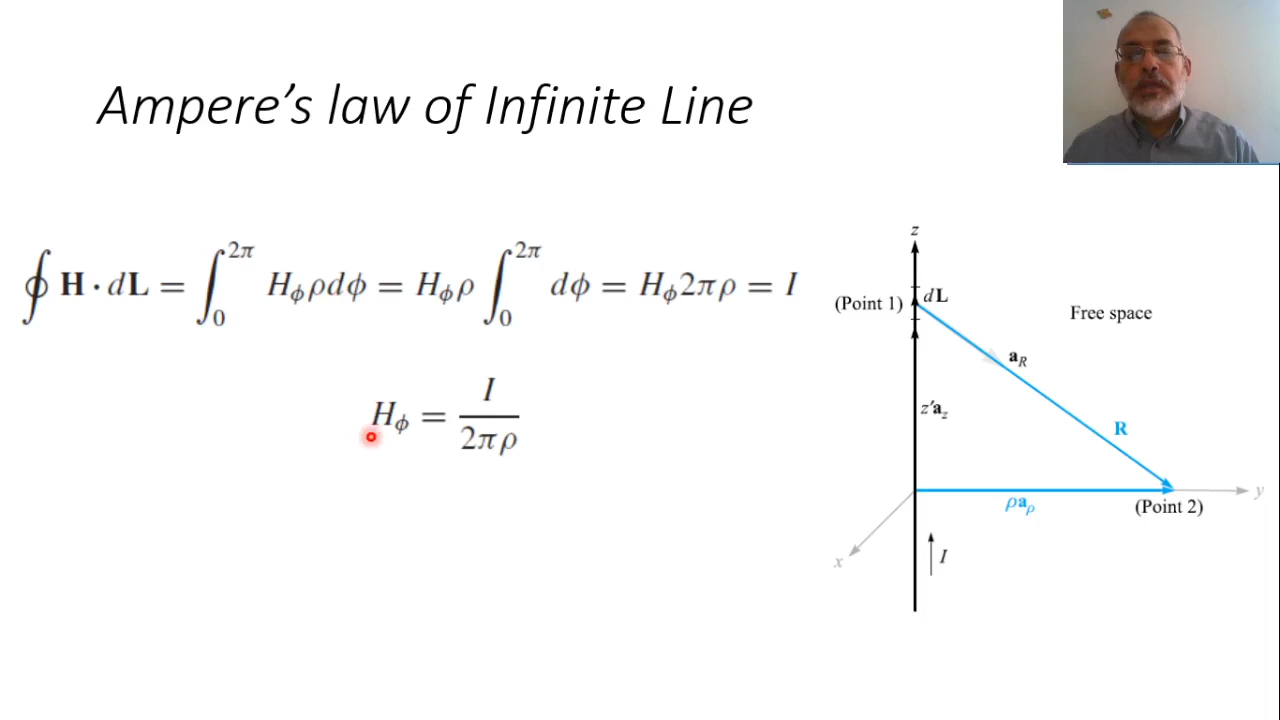 Ampere's law of Infinite Line
∮ H · dL = ∫₀^2π H_ϕ ρdϕ = H_ϕ ρ ∫₀^2π dϕ = H_ϕ 2πρ = I
H_ϕ = I / 2πρ
z
(Point 1)
dL
Free space
a_R
z′a_z
R
y
ρa_ρ
(Point 2)
x
I